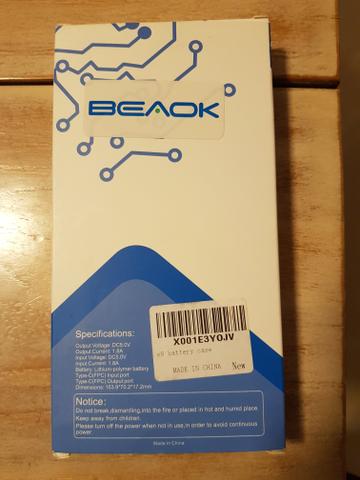 BEAOK
Specifications:
Output Voltage: DC5.0V
Output Current: 1.8A
Input Voltage: DC5.0V
Input Current: 1.8A
Battery: Lithium polymer battery
Type-C(FPC) Input port
Type-C(FPC) Output port
Dimensions: 153.9*70.2*17.2mm
X001E3YOJV
s9 battery case
MADE IN CHINA New
Notice:
Do not break,dismantling,into the fire or placed in hot and humid place.
Keep away from children.
Please turn off the power when not in use,in order to avoid continuous
power
Made in China